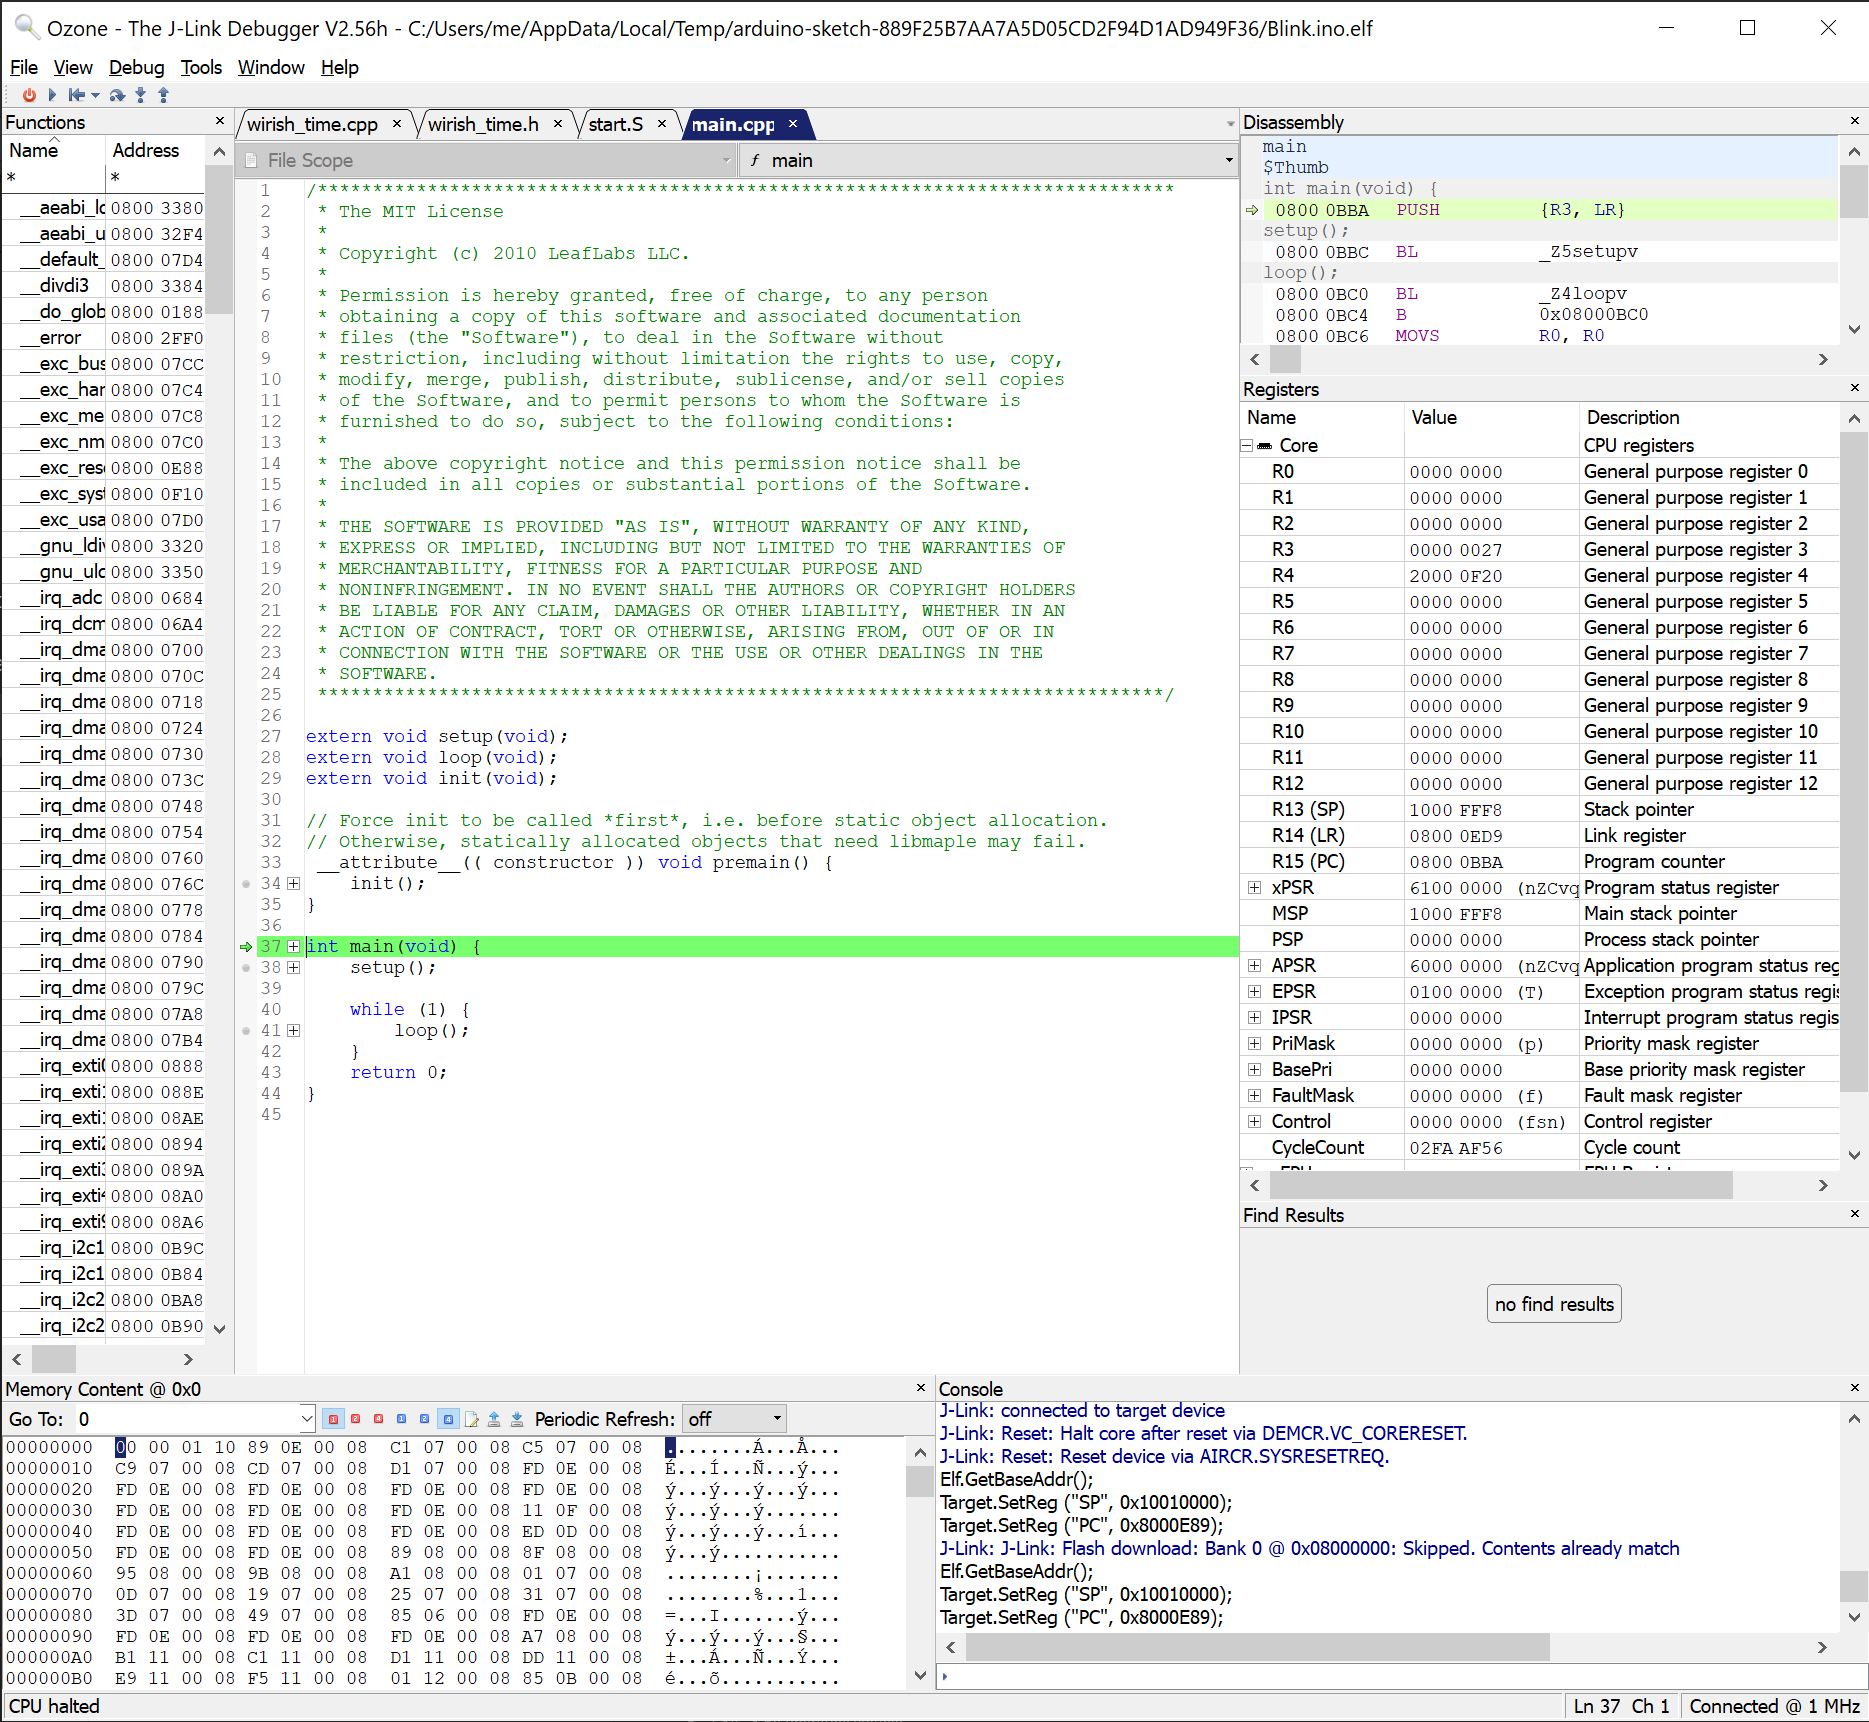 Ozone - The J-Link Debugger V2.56h - C:/Users/me/AppData/Local/Temp/arduino-sketch-889F25B7AA7A5D05CD2F94D1AD949F36/Blink.ino.elf
File View Debug Tools Window Help
Functions
Name Address
* *
__aeabi_lc 0800 3380
__aeabi_u 0800 32F4
__default_ 0800 07D4
__divdi3 0800 3384
__do_glob 0800 0188
__error 0800 2FF0
__exc_bus 0800 07CC
__exc_har 0800 07C4
__exc_me 0800 07C8
__exc_nm 0800 07C0
__exc_res 0800 0E88
__exc_syst 0800 0F10
__exc_usa 0800 07D0
__gnu_ldiv 0800 3320
__gnu_ulc 0800 3350
__irq_adc 0800 0684
__irq_dcm 0800 06A4
__irq_dma 0800 0700
__irq_dma 0800 070C
__irq_dma 0800 0718
__irq_dma 0800 0724
__irq_dma 0800 0730
__irq_dma 0800 073C
__irq_dma 0800 0748
__irq_dma 0800 0754
__irq_dma 0800 0760
__irq_dma 0800 076C
__irq_dma 0800 0778
__irq_dma 0800 0784
__irq_dma 0800 0790
__irq_dma 0800 079C
__irq_dma 0800 07A8
__irq_dma 0800 07B4
__irq_exti0 0800 0888
__irq_exti1 0800 088E
__irq_exti1 0800 08AE
__irq_exti2 0800 0894
__irq_exti3 0800 089A
__irq_exti4 0800 08A0
__irq_exti9 0800 08A6
__irq_i2c1 0800 0B9C
__irq_i2c1 0800 0B84
__irq_i2c2 0800 0BA8
__irq_i2c2 0800 0B90
wirish_time.cpp × wirish_time.h × start.S × main.cpp ×
File Scope f main
1 /******************************************************************************
2 * The MIT License
3 *
4 * Copyright (c) 2010 LeafLabs LLC.
5 *
6 * Permission is hereby granted, free of charge, to any person
7 * obtaining a copy of this software and associated documentation
8 * files (the "Software"), to deal in the Software without
9 * restriction, including without limitation the rights to use, copy,
10 * modify, merge, publish, distribute, sublicense, and/or sell copies
11 * of the Software, and to permit persons to whom the Software is
12 * furnished to do so, subject to the following conditions:
13 *
14 * The above copyright notice and this permission notice shall be
15 * included in all copies or substantial portions of the Software.
16 *
17 * THE SOFTWARE IS PROVIDED "AS IS", WITHOUT WARRANTY OF ANY KIND,
18 * EXPRESS OR IMPLIED, INCLUDING BUT NOT LIMITED TO THE WARRANTIES OF
19 * MERCHANTABILITY, FITNESS FOR A PARTICULAR PURPOSE AND
20 * NONINFRINGEMENT. IN NO EVENT SHALL THE AUTHORS OR COPYRIGHT HOLDERS
21 * BE LIABLE FOR ANY CLAIM, DAMAGES OR OTHER LIABILITY, WHETHER IN AN
22 * ACTION OF CONTRACT, TORT OR OTHERWISE, ARISING FROM, OUT OF OR IN
23 * CONNECTION WITH THE SOFTWARE OR THE USE OR OTHER DEALINGS IN THE
24 * SOFTWARE.
25 *****************************************************************************/
26
27 extern void setup(void);
28 extern void loop(void);
29 extern void init(void);
30
31 // Force init to be called *first*, i.e. before static object allocation.
32 // Otherwise, statically allocated objects that need libmaple may fail.
33 __attribute__(( constructor )) void premain() {
34 init();
35 }
36
37 int main(void) {
38 setup();
39
40 while (1) {
41 loop();
42 }
43 return 0;
44 }
45
Disassembly
main
$Thumb
int main(void) {
0800 0BBA PUSH {R3, LR}
setup();
0800 0BBC BL _Z5setupv
loop();
0800 0BC0 BL _Z4loopv
0800 0BC4 B 0x08000BC0
0800 0BC6 MOVS R0, R0
Registers
Name Value Description
Core CPU registers
R0 0000 0000 General purpose register 0
R1 0000 0000 General purpose register 1
R2 0000 0000 General purpose register 2
R3 0000 0027 General purpose register 3
R4 2000 0F20 General purpose register 4
R5 0000 0000 General purpose register 5
R6 0000 0000 General purpose register 6
R7 0000 0000 General purpose register 7
R8 0000 0000 General purpose register 8
R9 0000 0000 General purpose register 9
R10 0000 0000 General purpose register 10
R11 0000 0000 General purpose register 11
R12 0000 0000 General purpose register 12
R13 (SP) 1000 FFF8 Stack pointer
R14 (LR) 0800 0ED9 Link register
R15 (PC) 0800 0BBA Program counter
xPSR 6100 0000 (nZCvq Program status register
MSP 1000 FFF8 Main stack pointer
PSP 0000 0000 Process stack pointer
APSR 6000 0000 (nZCvq Application program status reg
EPSR 0100 0000 (T) Exception program status regis
IPSR 0000 0000 Interrupt program status regis
PriMask 0000 0000 (p) Priority mask register
BasePri 0000 0000 Base priority mask register
FaultMask 0000 0000 (f) Fault mask register
Control 0000 0000 (fsn) Control register
CycleCount 02FA AF56 Cycle count
Find Results
no find results
Memory Content @ 0x0
Go To: 0 Periodic Refresh: off
00000000 00 00 01 10 89 0E 00 08 C1 07 00 08 C5 07 00 08 ........Á...Å...
00000010 C9 07 00 08 CD 07 00 08 D1 07 00 08 FD 0E 00 08 É...Í...Ñ...ý...
00000020 FD 0E 00 08 FD 0E 00 08 FD 0E 00 08 FD 0E 00 08 ý...ý...ý...ý...
00000030 FD 0E 00 08 FD 0E 00 08 FD 0E 00 08 11 0F 00 08 ý...ý...ý.......
00000040 FD 0E 00 08 FD 0E 00 08 FD 0E 00 08 ED 0D 00 08 ý...ý...ý...í...
00000050 FD 0E 00 08 FD 0E 00 08 89 08 00 08 8F 08 00 08 ý...ý...........
00000060 95 08 00 08 9B 08 00 08 A1 08 00 08 01 07 00 08 ........¡.......
00000070 0D 07 00 08 19 07 00 08 25 07 00 08 31 07 00 08 ........%...1...
00000080 3D 07 00 08 49 07 00 08 85 06 00 08 FD 0E 00 08 =...I.......ý...
00000090 FD 0E 00 08 FD 0E 00 08 FD 0E 00 08 A7 08 00 08 ý...ý...ý...§...
000000A0 B1 11 00 08 C1 11 00 08 D1 11 00 08 DD 11 00 08 ±...Á...Ñ...Ý...
000000B0 E9 11 00 08 F5 11 00 08 01 12 00 08 85 0B 00 08 é...õ...........
Console
J-Link: connected to target device
J-Link: Reset: Halt core after reset via DEMCR.VC_CORERESET.
J-Link: Reset: Reset device via AIRCR.SYSRESETREQ.
Elf.GetBaseAddr();
Target.SetReg ("SP", 0x10010000);
Target.SetReg ("PC", 0x8000E89);
J-Link: J-Link: Flash download: Bank 0 @ 0x08000000: Skipped. Contents already match
Elf.GetBaseAddr();
Target.SetReg ("SP", 0x10010000);
Target.SetReg ("PC", 0x8000E89);
CPU halted Ln 37 Ch 1 Connected @ 1 MHz